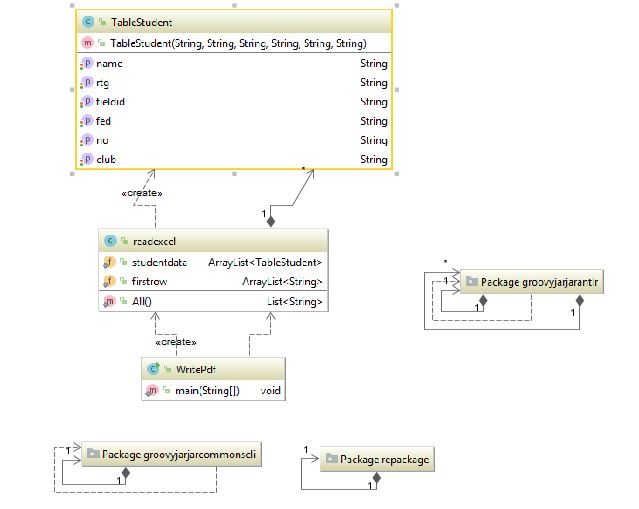 TableStudent
TableStudent(String, String, String, String, String, String)
name String
rtg String
fieldid String
fed String
no String
club String
«create»
*
1
readexcel
studentdata ArrayList<TableStudent>
firstrow ArrayList<String>
All() List<String>
«create»
WritePdf
main(String[]) void
*
1
Package groovyjarjarantlr
1
1
1
Package groovyjarjarcommonscli
1
1
Package repackage
1